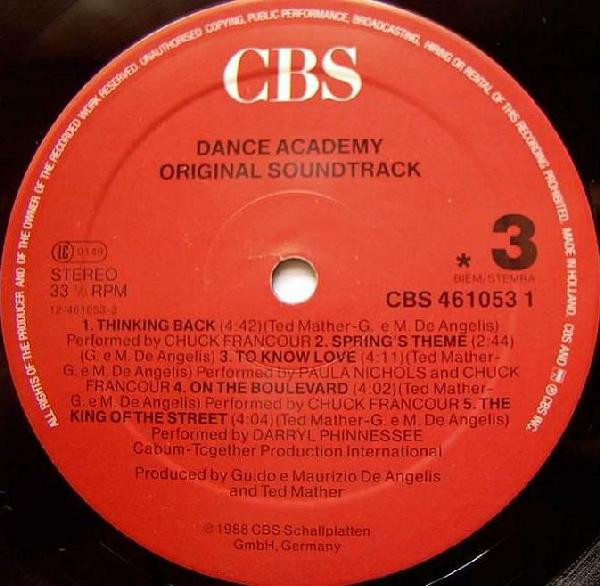 ALL RIGHTS OF THE PRODUCER AND OF THE OWNER OF THE RECORDED WORK RESERVED. UNAUTHORISED COPYING, PUBLIC PERFORMANCE, BROADCASTING, HIRING OR RENTAL OF THIS RECORDING PROHIBITED. MADE IN HOLLAND. CBS AND ® CBS INC.
CBS
DANCE ACADEMY
ORIGINAL SOUNDTRACK
LC 0149
STEREO
33 ⅓ RPM
12-461053-3
* 3
BIEM/STEMRA
CBS 461053 1
1. THINKING BACK (4:42) (Ted Mather-G. e M. De Angelis)
Performed by CHUCK FRANCOUR 2. SPRING'S THEME (2:44)
(G. e M. De Angelis) 3. TO KNOW LOVE (4:11) (Ted Mather-
G. e M. De Angelis) Performed by PAULA NICHOLS and CHUCK
FRANCOUR 4. ON THE BOULEVARD (4:02) (Ted Mather-
G. e M. De Angelis) Performed by CHUCK FRANCOUR 5. THE
KING OF THE STREET (4:04) (Ted Mather-G. e M. De Angelis)
Performed by DARRYL PHINNESSEE
Cabum-Together Production International
Produced by Guido e Maurizio De Angelis
and Ted Mather
℗ 1988 CBS Schallplatten
GmbH, Germany